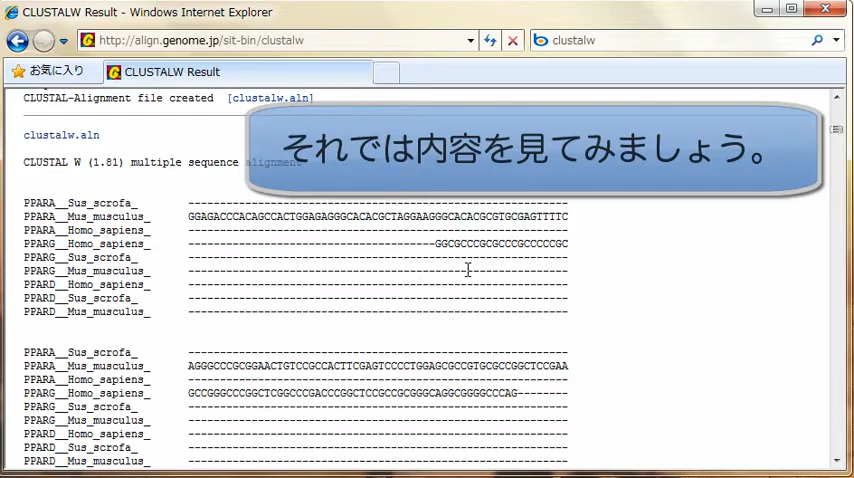 CLUSTALW Result - Windows Internet Explorer
http://align.genome.jp/sit-bin/clustalw
clustalw
お気に入り
CLUSTALW Result
CLUSTAL-Alignment file created [clustalw.aln]
clustalw.aln
それでは内容を見てみましょう。
CLUSTAL W (1.81) multiple sequence alignment
PPARA__Sus_scrofa_ --------------------------------------------------------
PPARA__Mus_musculus_ GGAGACCCACAGCCACTGGAGAGGGCACACGCTAGGAAGGGCACACGCGTGCGAGTTTTC
PPARA__Homo_sapiens_ ------------------------------------------------------------
PPARG__Homo_sapiens_ ---------------------------------------GGCGCCCGCGCCCGCCCCCGC
PPARG__Sus_scrofa_ ------------------------------------------------------------
PPARG__Mus_musculus_ ------------------------------------------------------------
PPARD__Homo_sapiens_ ------------------------------------------------------------
PPARD__Sus_scrofa_ ------------------------------------------------------------
PPARD__Mus_musculus_ ------------------------------------------------------------
PPARA__Sus_scrofa_ ------------------------------------------------------------
PPARA__Mus_musculus_ AGGGCCCGCGGAACTGTCCGCCACTTCGAGTCCCCTGGAGCGCCGTGCGCCGGCTCCGAA
PPARA__Homo_sapiens_ ------------------------------------------------------------
PPARG__Homo_sapiens_ GCCGGGCCCGGCTCGGCCCGACCCGGCTCCGCCGCGGGCAGGCGGGGCCCAG--------
PPARG__Sus_scrofa_ ------------------------------------------------------------
PPARG__Mus_musculus_ ------------------------------------------------------------
PPARD__Homo_sapiens_ ------------------------------------------------------------
PPARD__Sus_scrofa_ ------------------------------------------------------------
PPARD__Mus_musculus_ ------------------------------------------------------------